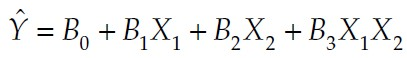 Ŷ = B₀ + B₁X₁ + B₂X₂ + B₃X₁X₂